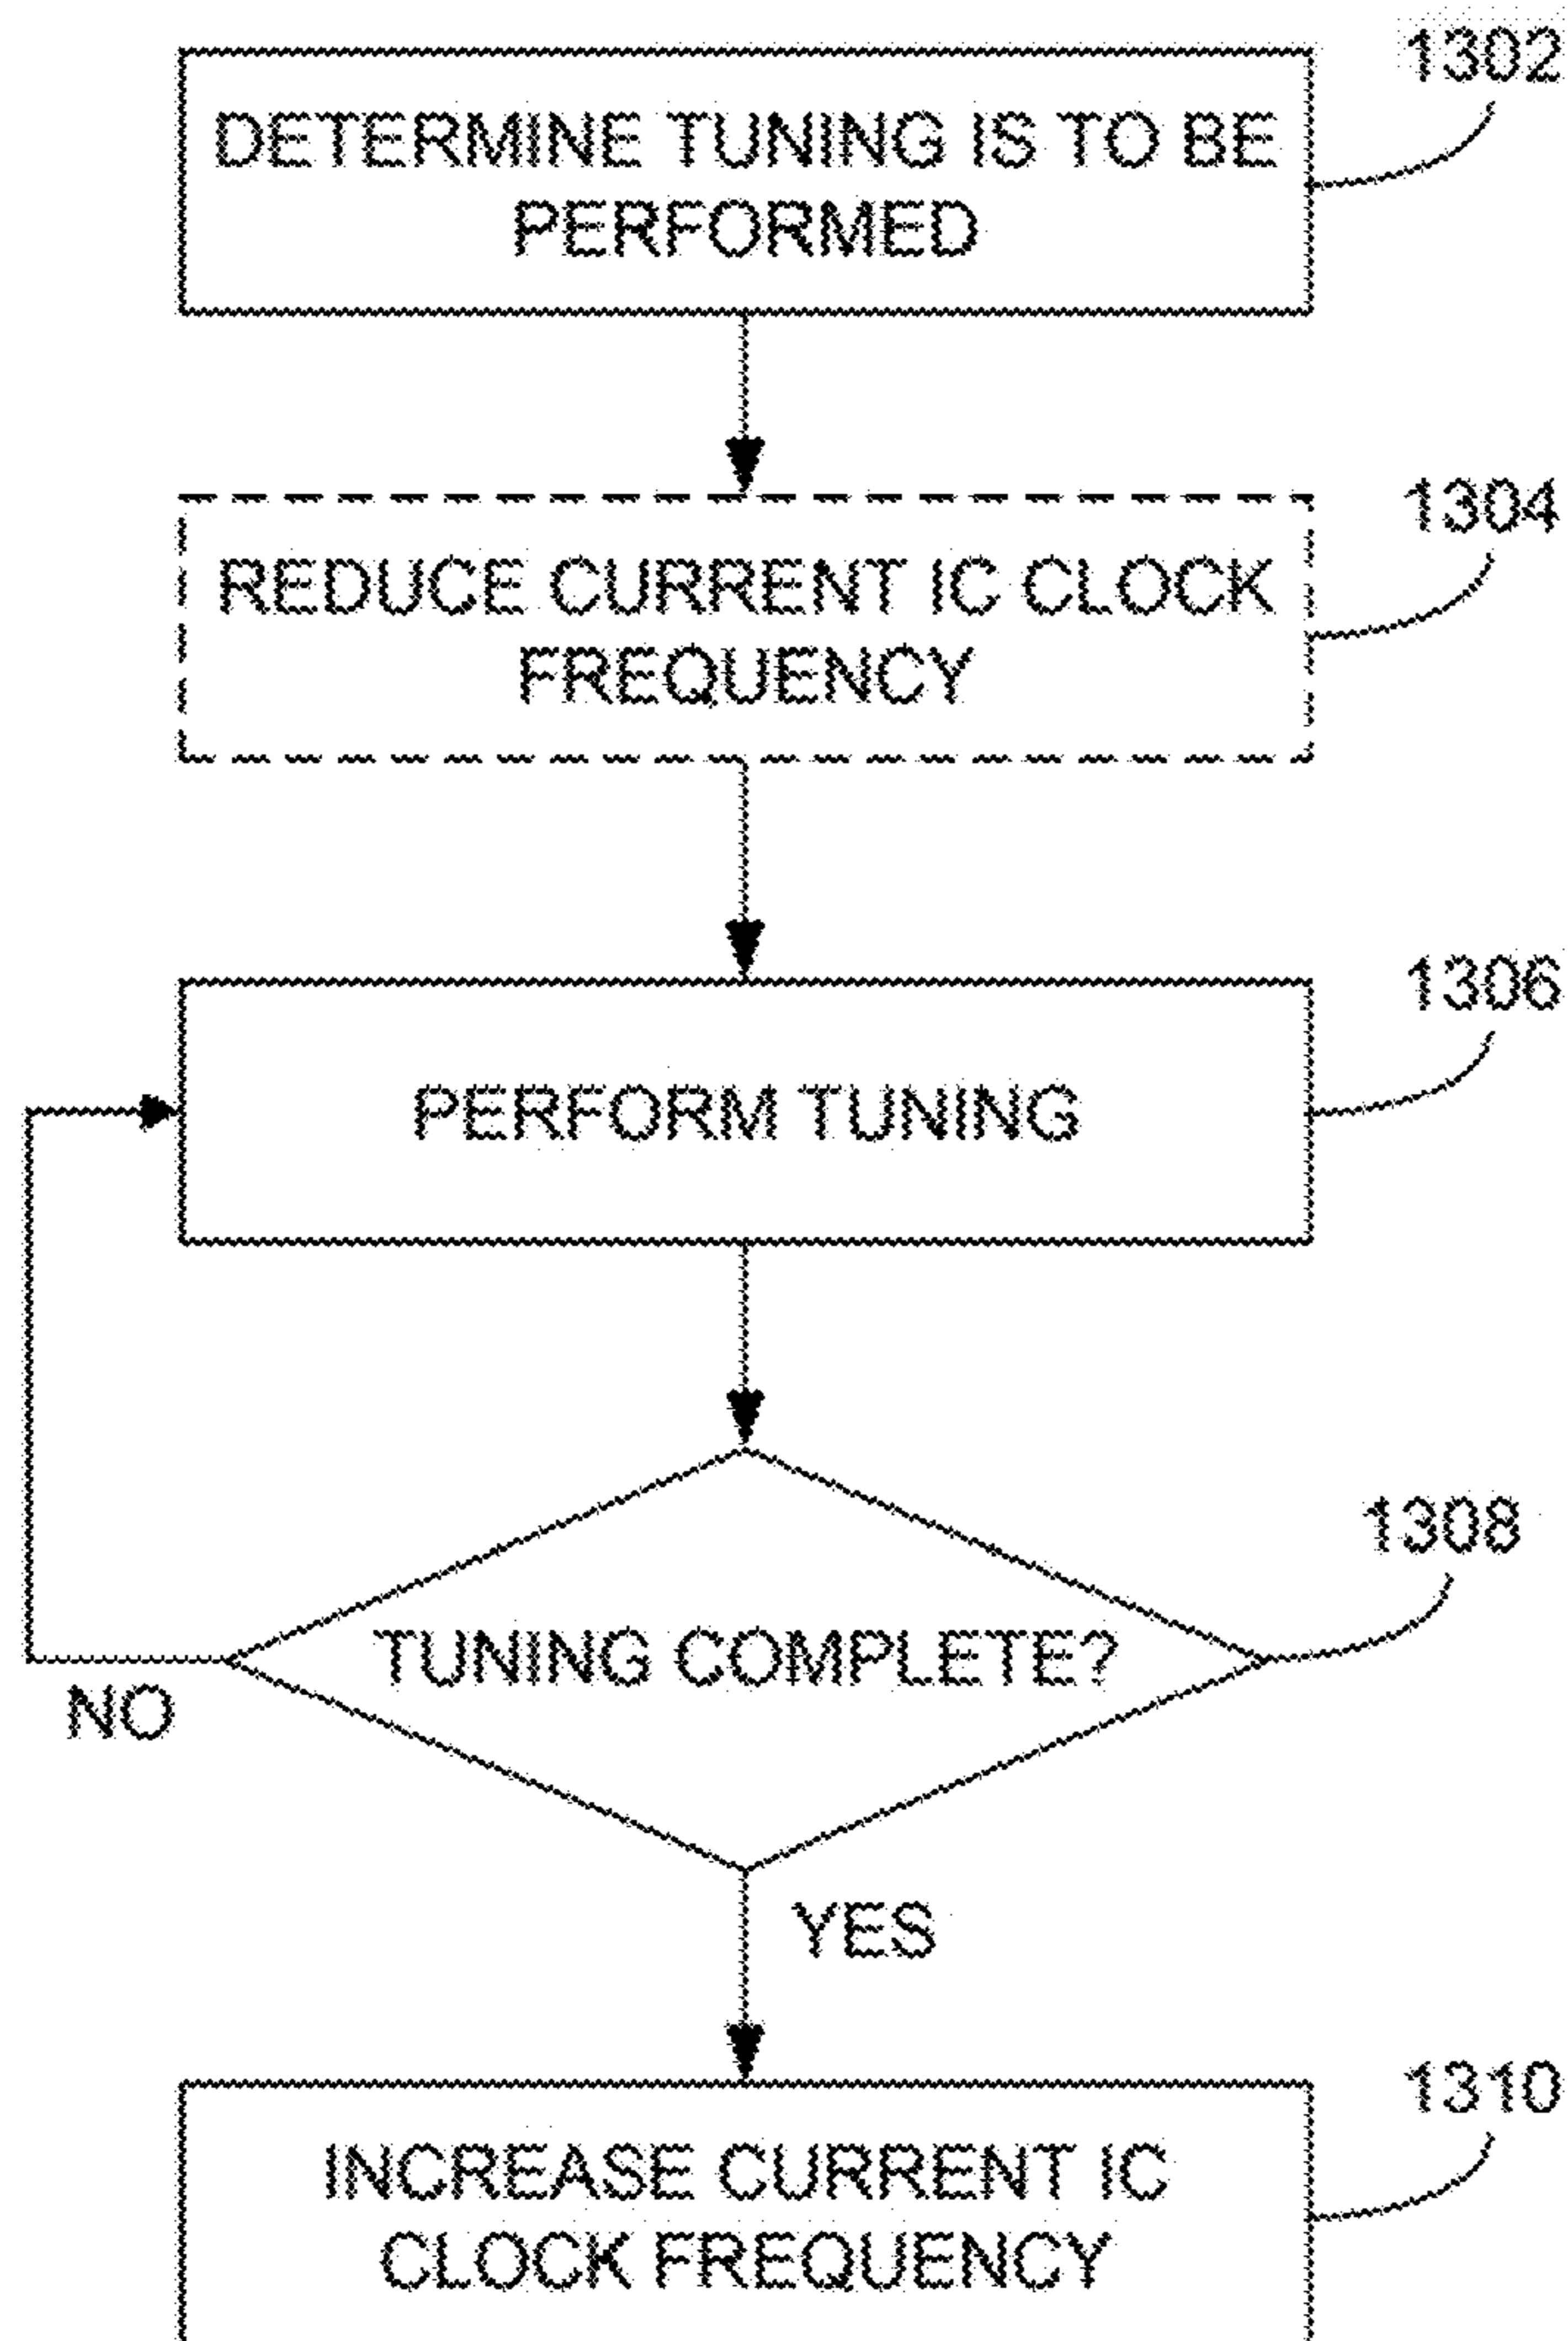 1302
DETERMINE TUNING IS TO BE
PERFORMED
1304
REDUCE CURRENT IC CLOCK
FREQUENCY
1306
PERFORM TUNING
1308
TUNING COMPLETE?
NO
YES
1310
INCREASE CURRENT IC
CLOCK FREQUENCY